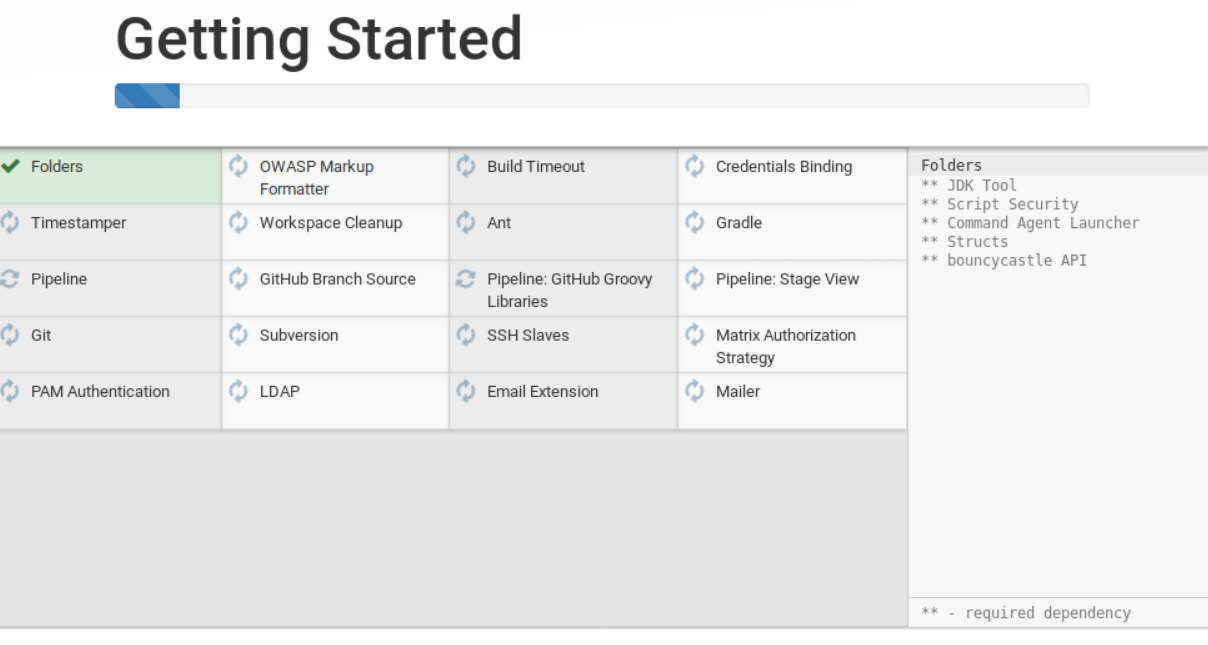 Getting Started
Folders
OWASP Markup
Formatter
Build Timeout
Credentials Binding
Timestamper
Workspace Cleanup
Ant
Gradle
Pipeline
GitHub Branch Source
Pipeline: GitHub Groovy
Libraries
Pipeline: Stage View
Git
Subversion
SSH Slaves
Matrix Authorization
Strategy
PAM Authentication
LDAP
Email Extension
Mailer
Folders
** JDK Tool
** Script Security
** Command Agent Launcher
** Structs
** bouncycastle API
** - required dependency